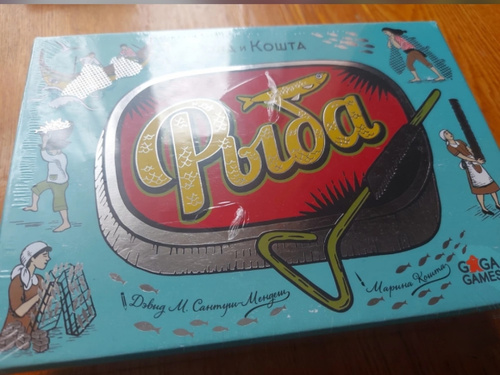 и Кошта
Рыба
Дэвид М. Сантуш-Мендеш
Марина Кошта
GAGA
GAMES